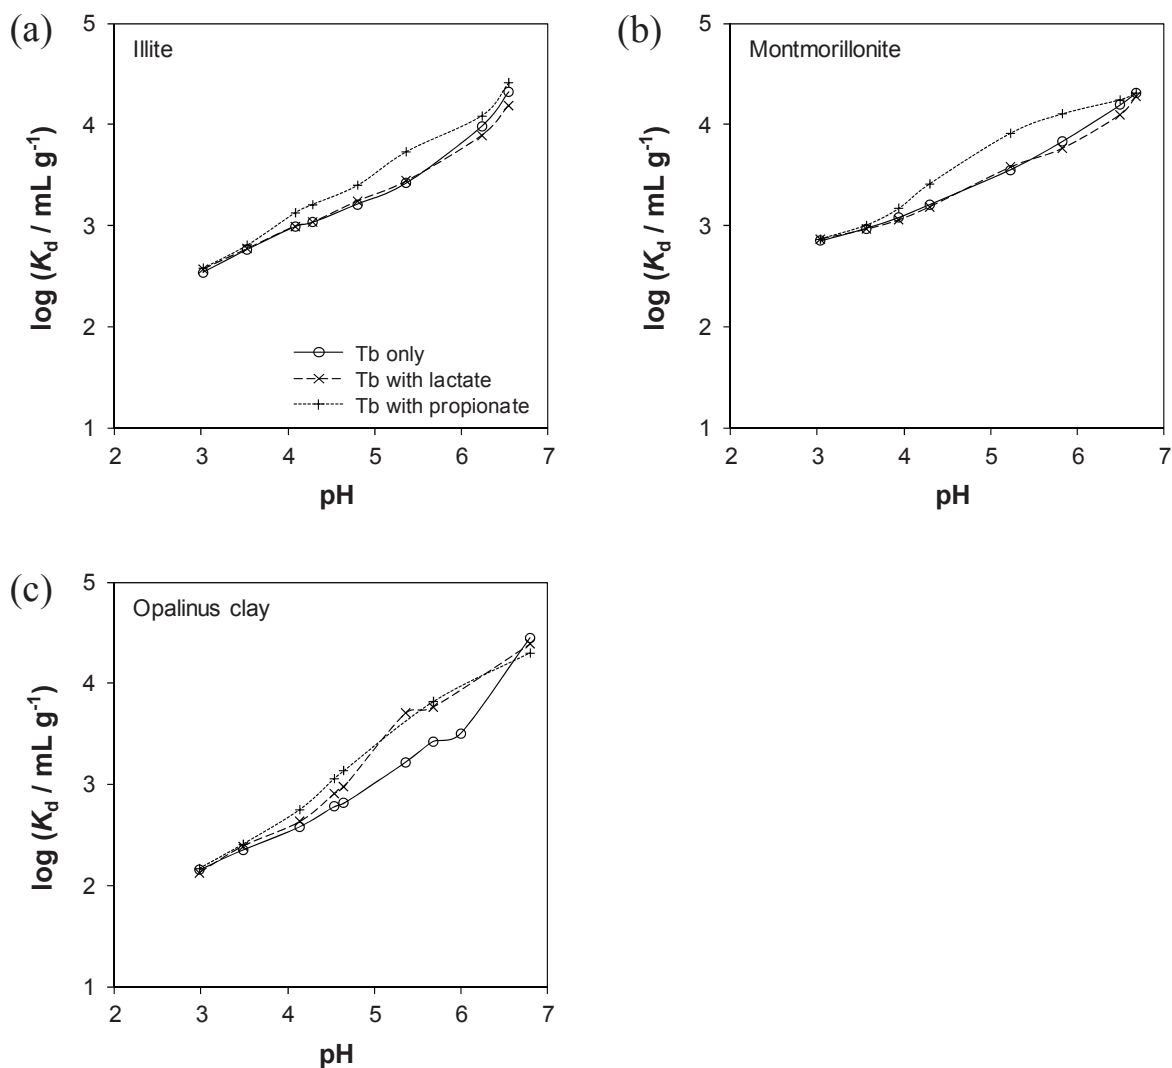 (a)
Illite
log (Kd / mL g-1)
5
4
3
2
1
Tb only
Tb with lactate
Tb with propionate
2 3 4 5 6 7
pH
(b)
Montmorillonite
log (Kd / mL g-1)
5
4
3
2
1
2 3 4 5 6 7
pH
(c)
Opalinus clay
log (Kd / mL g-1)
5
4
3
2
1
2 3 4 5 6 7
pH